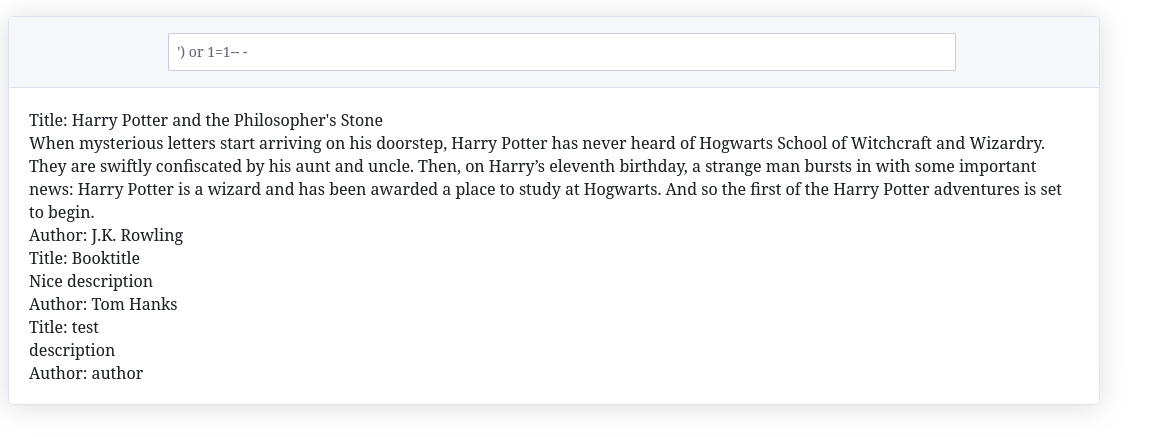 ') or 1=1-- -
Title: Harry Potter and the Philosopher's Stone
When mysterious letters start arriving on his doorstep, Harry Potter has never heard of Hogwarts School of Witchcraft and Wizardry.
They are swiftly confiscated by his aunt and uncle. Then, on Harry’s eleventh birthday, a strange man bursts in with some important
news: Harry Potter is a wizard and has been awarded a place to study at Hogwarts. And so the first of the Harry Potter adventures is set
to begin.
Author: J.K. Rowling
Title: Booktitle
Nice description
Author: Tom Hanks
Title: test
description
Author: author